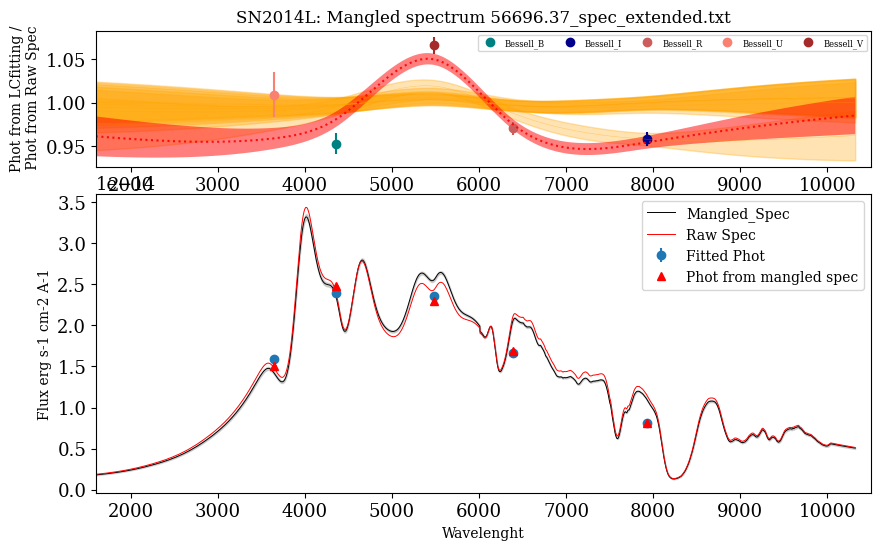 SN2014L: Mangled spectrum 56696.37_spec_extended.txt
Phot from LCfitting /
Phot from Raw Spec
1.05
1.00
0.95
Bessell_B
Bessell_I
Bessell_R
Bessell_U
Bessell_V
2000 3000 4000 5000 6000 7000 8000 9000 10000
Flux erg s-1 cm-2 A-1
3.5
3.0
2.5
2.0
1.5
1.0
0.5
0.0
Mangled_Spec
Raw Spec
Fitted Phot
Phot from mangled spec
2000 3000 4000 5000 6000 7000 8000 9000 10000
Wavelenght